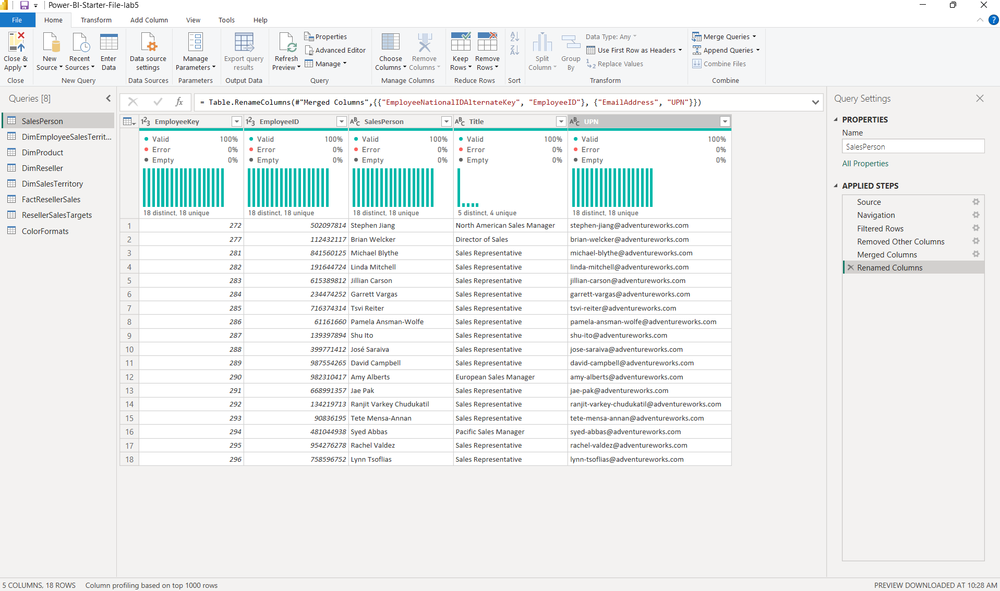 Power-BI-Starter-File-lab5
File Home Transform Add Column View Tools Help
Close & Apply
Close
New Source
Recent Sources
Enter Data
New Query
Data source settings
Data Sources
Manage Parameters
Parameters
Export query results
Output Data
Refresh Preview
Properties
Advanced Editor
Manage
Query
Choose Columns
Remove Columns
Manage Columns
Keep Rows
Remove Rows
Reduce Rows
Sort
Split Column
Group By
Data Type: Any
Use First Row as Headers
Replace Values
Transform
Merge Queries
Append Queries
Combine Files
Combine
Queries [8]
SalesPerson
DimEmployeeSalesTerrit...
DimProduct
DimReseller
DimSalesTerritory
FactResellerSales
ResellerSalesTargets
ColorFormats
fx
= Table.RenameColumns(#"Merged Columns",{{"EmployeeNationalIDAlternateKey", "EmployeeID"}, {"EmailAddress", "UPN"}})
EmployeeKey EmployeeID SalesPerson Title UPN
Valid 100% Valid 100% Valid 100% Valid 100% Valid 100%
Error 0% Error 0% Error 0% Error 0% Error 0%
Empty 0% Empty 0% Empty 0% Empty 0% Empty 0%
18 distinct, 18 unique 18 distinct, 18 unique 18 distinct, 18 unique 5 distinct, 4 unique 18 distinct, 18 unique
1 272 502097814 Stephen Jiang North American Sales Manager stephen-jiang@adventureworks.com
2 277 112432117 Brian Welcker Director of Sales brian-welcker@adventureworks.com
3 281 841560125 Michael Blythe Sales Representative michael-blythe@adventureworks.com
4 282 191644724 Linda Mitchell Sales Representative linda-mitchell@adventureworks.com
5 283 615389812 Jillian Carson Sales Representative jillian-carson@adventureworks.com
6 284 234474252 Garrett Vargas Sales Representative garrett-vargas@adventureworks.com
7 285 716374314 Tsvi Reiter Sales Representative tsvi-reiter@adventureworks.com
8 286 61161660 Pamela Ansman-Wolfe Sales Representative pamela-ansman-wolfe@adventureworks.com
9 287 139397894 Shu Ito Sales Representative shu-ito@adventureworks.com
10 288 399771412 José Saraiva Sales Representative jose-saraiva@adventureworks.com
11 289 987554265 David Campbell Sales Representative david-campbell@adventureworks.com
12 290 982310417 Amy Alberts European Sales Manager amy-alberts@adventureworks.com
13 291 668991357 Jae Pak Sales Representative jae-pak@adventureworks.com
14 292 134219713 Ranjit Varkey Chudukatil Sales Representative ranjit-varkey-chudukatil@adventureworks.com
15 293 90836195 Tete Mensa-Annan Sales Representative tete-mensa-annan@adventureworks.com
16 294 481044938 Syed Abbas Pacific Sales Manager syed-abbas@adventureworks.com
17 295 954276278 Rachel Valdez Sales Representative rachel-valdez@adventureworks.com
18 296 758596752 Lynn Tsoflias Sales Representative lynn-tsoflias@adventureworks.com
Query Settings
PROPERTIES
Name
SalesPerson
All Properties
APPLIED STEPS
Source
Navigation
Filtered Rows
Removed Other Columns
Merged Columns
Renamed Columns
5 COLUMNS, 18 ROWS Column profiling based on top 1000 rows PREVIEW DOWNLOADED AT 10:28 AM